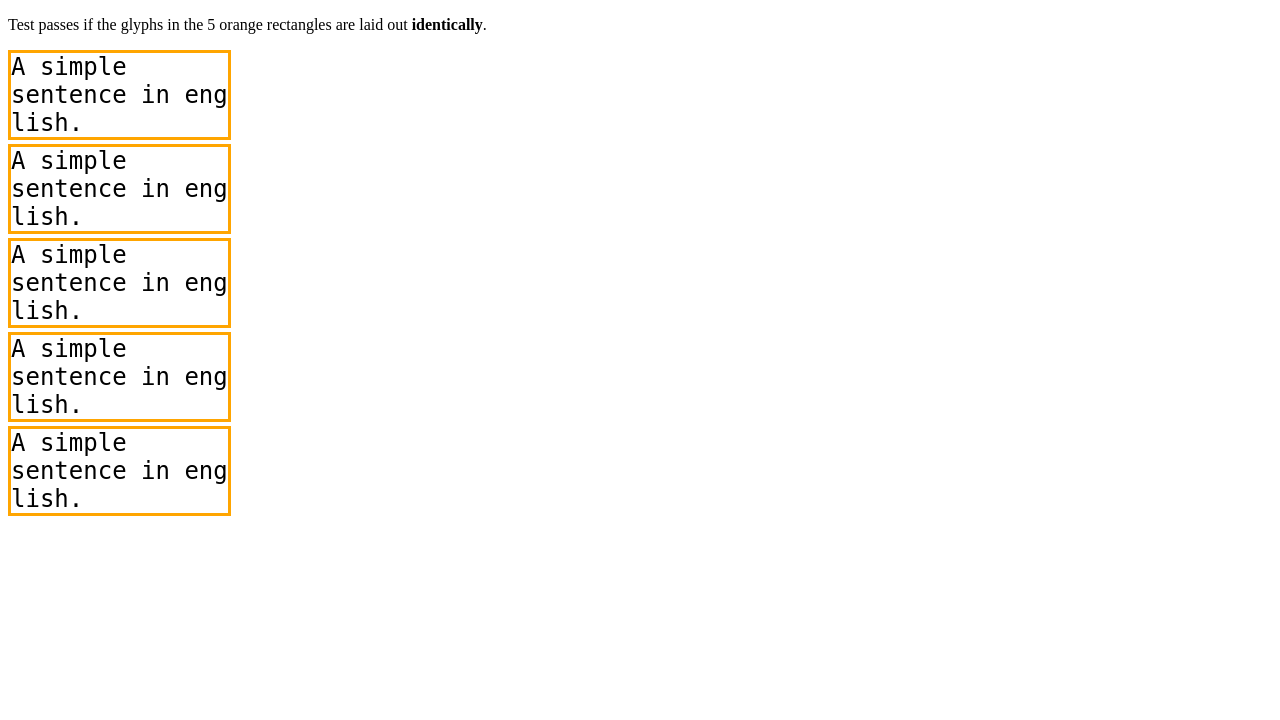 Test passes if the glyphs in the 5 orange rectangles are laid out identically.
A simple
sentence in eng
lish.
A simple
sentence in eng
lish.
A simple
sentence in eng
lish.
A simple
sentence in eng
lish.
A simple
sentence in eng
lish.